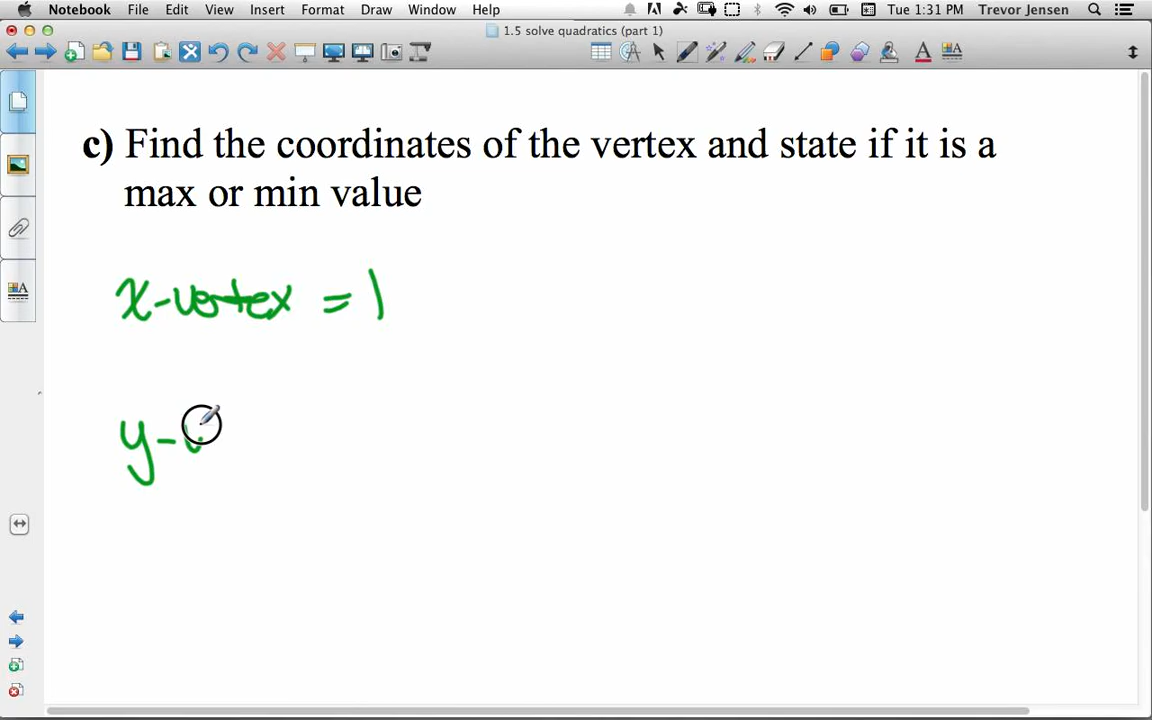 Notebook File Edit View Insert Format Draw Window Help Tue 1:31 PM Trevor Jensen
1.5 solve quadratics (part 1)
c) Find the coordinates of the vertex and state if it is a
max or min value
x-vertex = 1
y-v